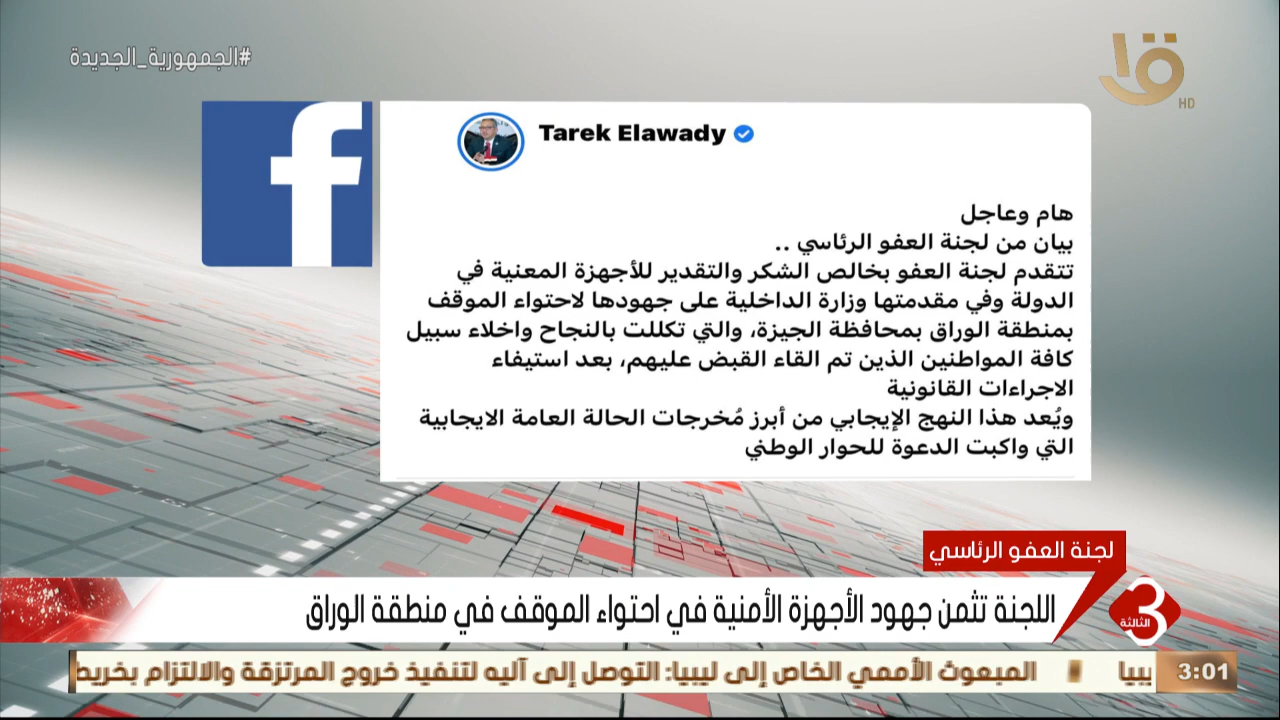 #الجمهورية_الجديدة
HD
Tarek Elawady
هام وعاجل
بيان من لجنة العفو الرئاسي ..
تتقدم لجنة العفو بخالص الشكر والتقدير للأجهزة المعنية في
الدولة وفي مقدمتها وزارة الداخلية على جهودها لاحتواء الموقف
بمنطقة الوراق بمحافظة الجيزة، والتي تكللت بالنجاح واخلاء سبيل
كافة المواطنين الذين تم القاء القبض عليهم، بعد استيفاء
الاجراءات القانونية
ويُعد هذا النهج الإيجابي من أبرز مُخرجات الحالة العامة الايجابية
التي واكبت الدعوة للحوار الوطني
لجنة العفو الرئاسي
اللجنة تثمن جهود الأجهزة الأمنية في احتواء الموقف في منطقة الوراق
3 الثالثة
المبعوث الأممي الخاص إلى ليبيا: التوصل إلى آليه لتنفيذ خروج المرتزقة والالتزام
3:01